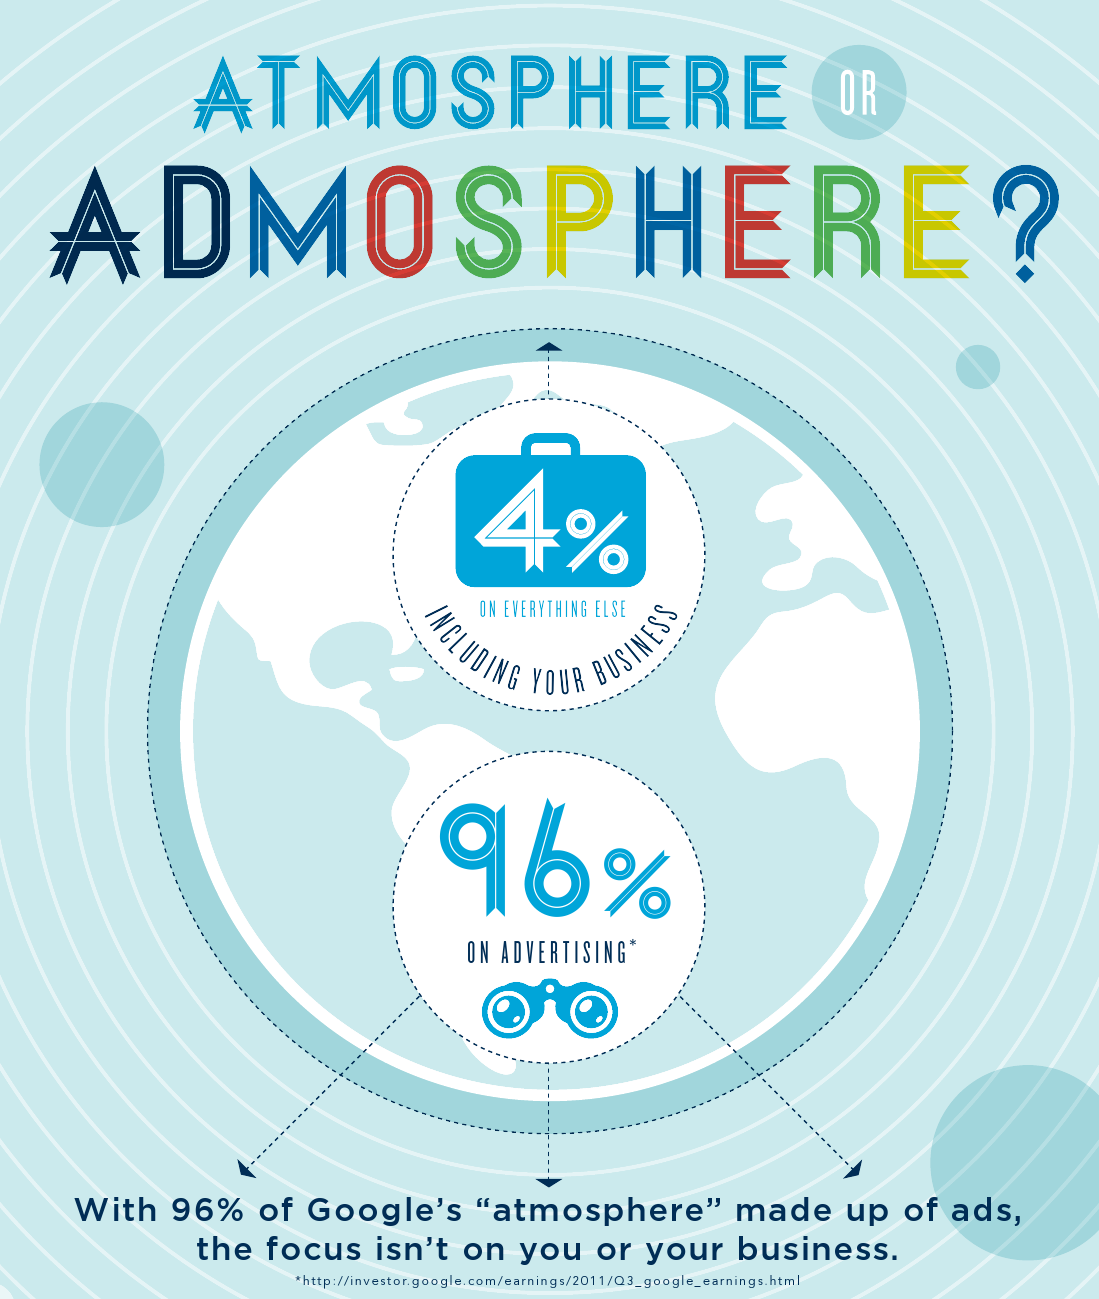 ATMOSPHERE OR
ADMOSPHERE?
4%
ON EVERYTHING ELSE
INCLUDING YOUR BUSINESS
96%
ON ADVERTISING*
With 96% of Google’s “atmosphere” made up of ads,
the focus isn’t on you or your business.
*http://investor.google.com/earnings/2011/Q3_google_earnings.html